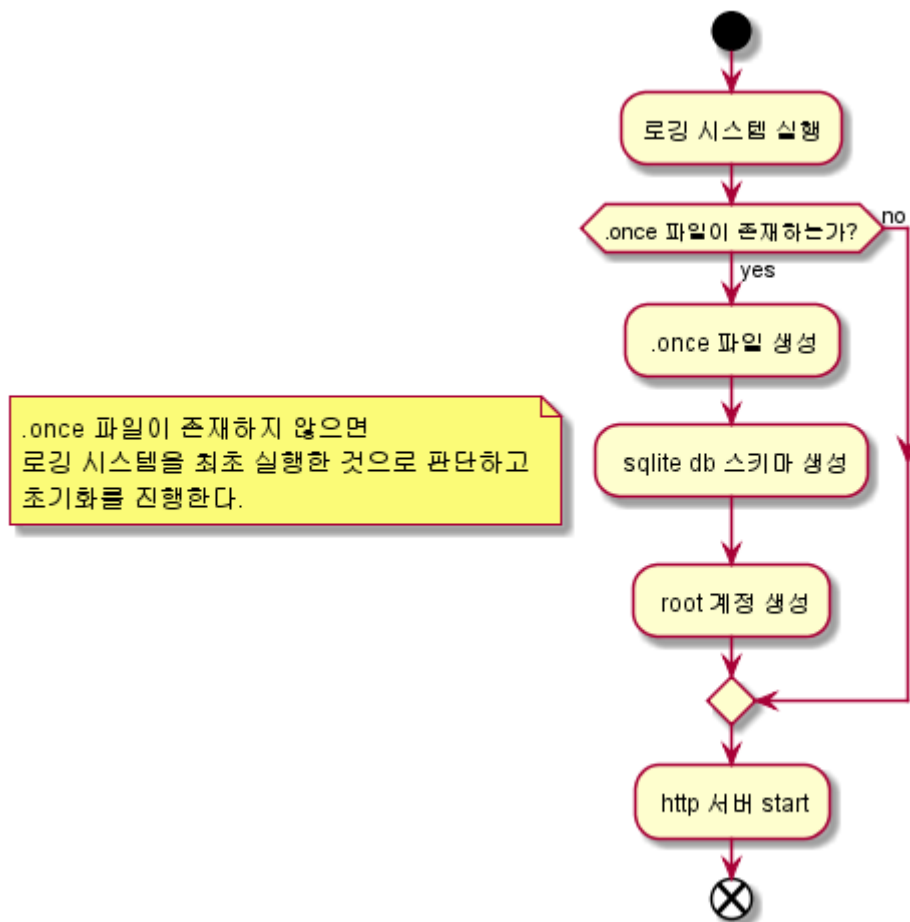 로깅 시스템 실행
.once 파일이 존재하는가?
no
yes
.once 파일 생성
.once 파일이 존재하지 않으면
로깅 시스템을 최초 실행한 것으로 판단하고
초기화를 진행한다.
sqlite db 스키마 생성
root 계정 생성
http 서버 start